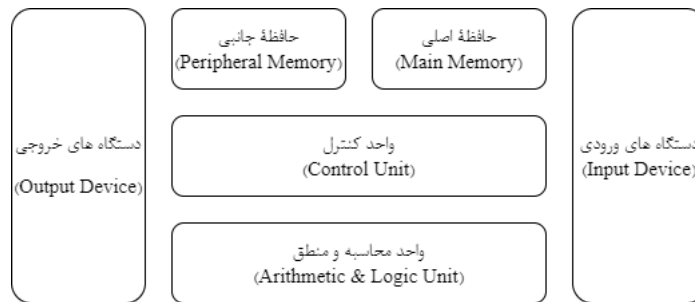 حافظهٔ اصلی
(Main Memory)
حافظهٔ جانبی
(Peripheral Memory)
دستگاه های ورودی
(Input Device)
واحد کنترل
(Control Unit)
دستگاه های خروجی
(Output Device)
واحد محاسبه و منطق
(Arithmetic & Logic Unit)